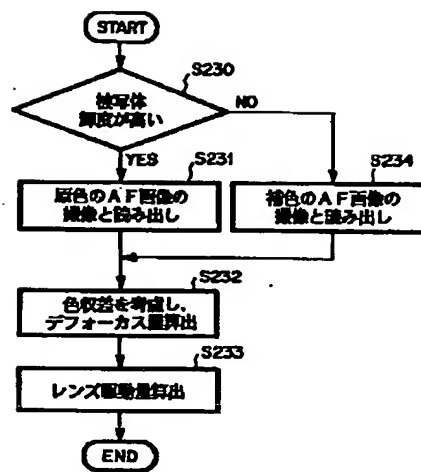 START
S230
被写体
輝度が高い
NO
YES
S231
S234
原色のAF画像の
撮像と読み出し
補色のAF画像の
撮像と読み出し
S232
色収差を考慮し、
デフォーカス量算出
S233
レンズ駆動量算出
END